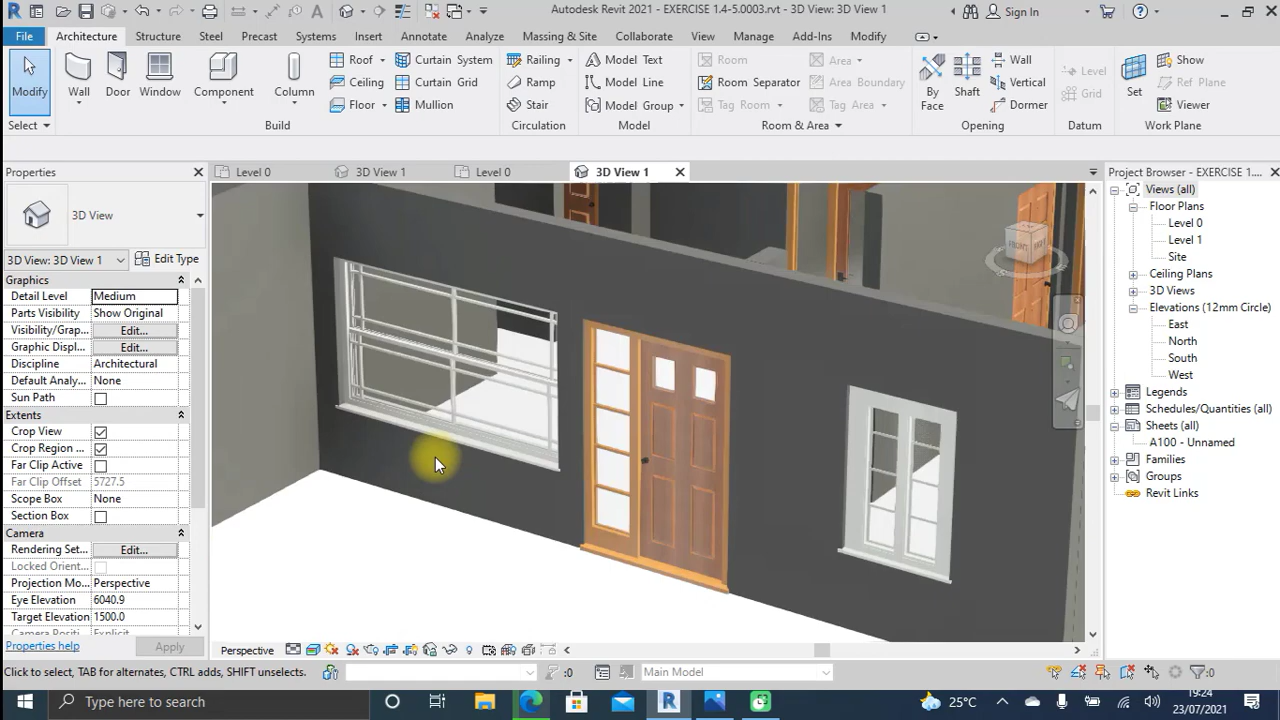 Autodesk Revit 2021 - EXERCISE 1.4-5.0003.rvt - 3D View: 3D View 1
Sign In
File Architecture Structure Steel Precast Systems Insert Annotate Analyze Massing & Site Collaborate View Manage Add-Ins Modify
Modify Wall Door Window Component Column
Roof Curtain System Railing Model Text Room Area Wall Level Show
Ceiling Curtain Grid Ramp Model Line Room Separator Area Boundary Vertical Grid Ref Plane
Floor Mullion Stair Model Group Tag Room Tag Area Dormer Viewer
By Face Shaft Set
Select Build Circulation Model Room & Area Opening Datum Work Plane
Properties
Level 0 3D View 1 Level 0 3D View 1
Project Browser - EXERCISE 1....
3D View
3D View: 3D View 1 Edit Type
Graphics
Detail Level Medium
Parts Visibility Show Original
Visibility/Grap... Edit...
Graphic Displ... Edit...
Discipline Architectural
Default Analy... None
Sun Path
Extents
Crop View
Crop Region ...
Far Clip Active
Far Clip Offset 5727.5
Scope Box None
Section Box
Camera
Rendering Set... Edit...
Locked Orient...
Projection Mo... Perspective
Eye Elevation 6040.9
Target Elevation 1500.0
Camera Positi... Explicit
Properties help Apply
FRONT
Views (all)
Floor Plans
Level 0
Level 1
Site
Ceiling Plans
3D Views
Elevations (12mm Circle)
East
North
South
West
Legends
Schedules/Quantities (all)
Sheets (all)
A100 - Unnamed
Families
Groups
Revit Links
Perspective
Click to select, TAB for alternates, CTRL adds, SHIFT unselects. :0 Main Model :0
Type here to search 25°C 19:24
23/07/2021